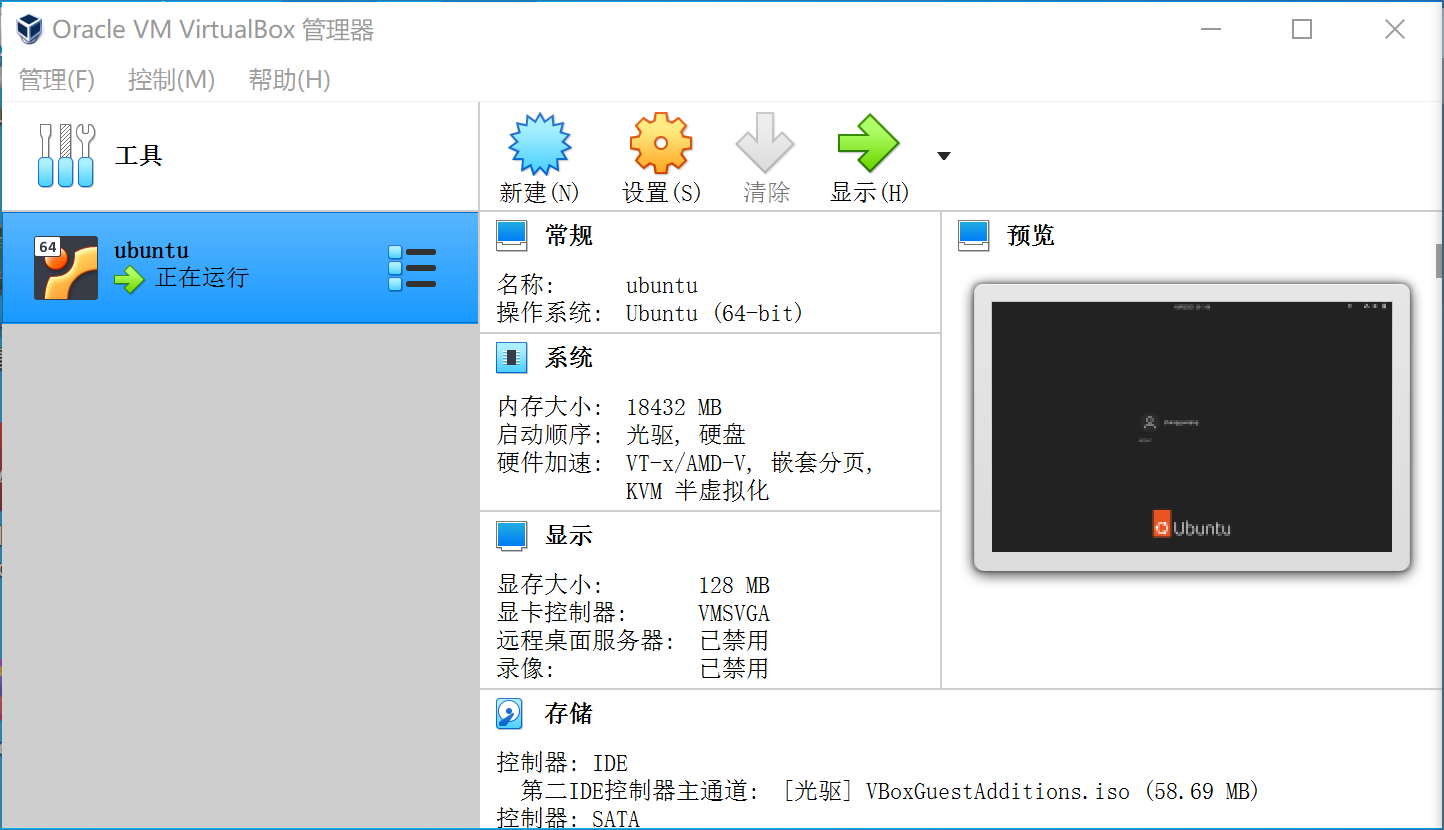 Oracle VM VirtualBox 管理器
管理(F) 控制(M) 帮助(H)
工具
新建(N) 设置(S) 清除 显示(H)
64
ubuntu
正在运行
常规
名称: ubuntu
操作系统: Ubuntu (64-bit)
系统
内存大小: 18432 MB
启动顺序: 光驱, 硬盘
硬件加速: VT-x/AMD-V, 嵌套分页,
KVM 半虚拟化
显示
显存大小: 128 MB
显卡控制器: VMSVGA
远程桌面服务器: 已禁用
录像: 已禁用
预览
Ubuntu
存储
控制器: IDE
第二IDE控制器主通道: [光驱] VBoxGuestAdditions.iso (58.69 MB)
控制器: SATA